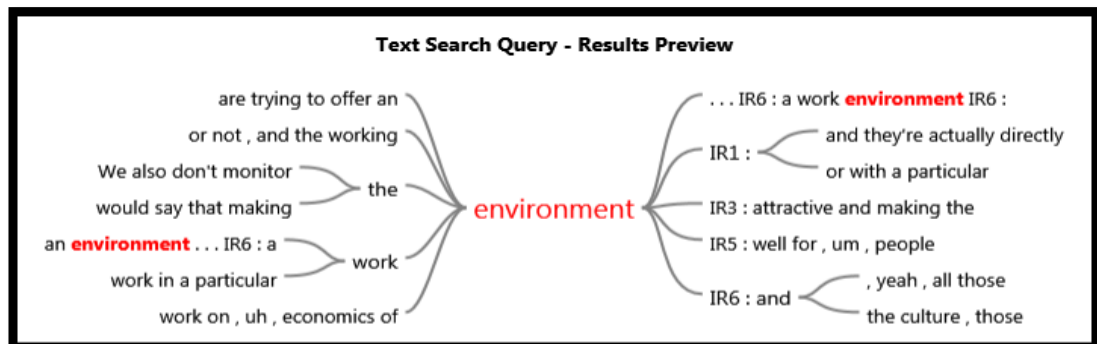 Text Search Query - Results Preview
are trying to offer an
or not , and the working
We also don't monitor
would say that making
the
an environment . . . IR6 : a
work in a particular
work
work on , uh , economics of
environment
. . . IR6 : a work environment IR6 :
IR1 :
and they're actually directly
or with a particular
IR3 : attractive and making the
IR5 : well for , um , people
IR6 : and
, yeah , all those
the culture , those